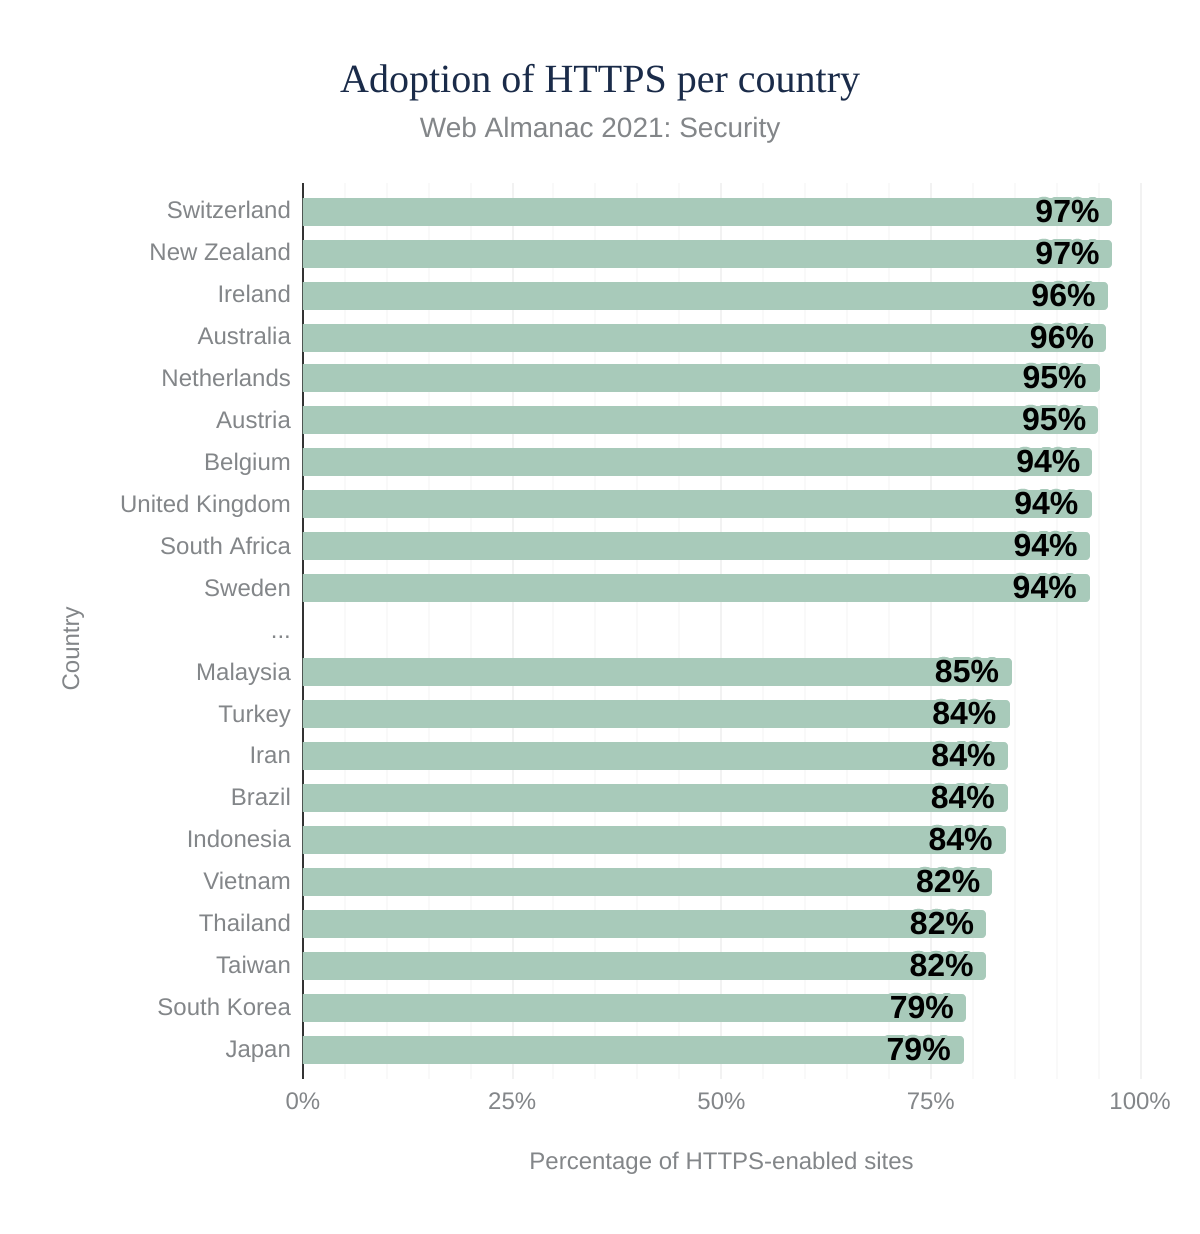 Adoption of HTTPS per country
Web Almanac 2021: Security
Switzerland 97%
New Zealand 97%
Ireland 96%
Australia 96%
Netherlands 95%
Austria 95%
Belgium 94%
United Kingdom 94%
South Africa 94%
Sweden 94%
...
Malaysia 85%
Turkey 84%
Iran 84%
Brazil 84%
Indonesia 84%
Vietnam 82%
Thailand 82%
Taiwan 82%
South Korea 79%
Japan 79%
Country
0% 25% 50% 75% 100%
Percentage of HTTPS-enabled sites